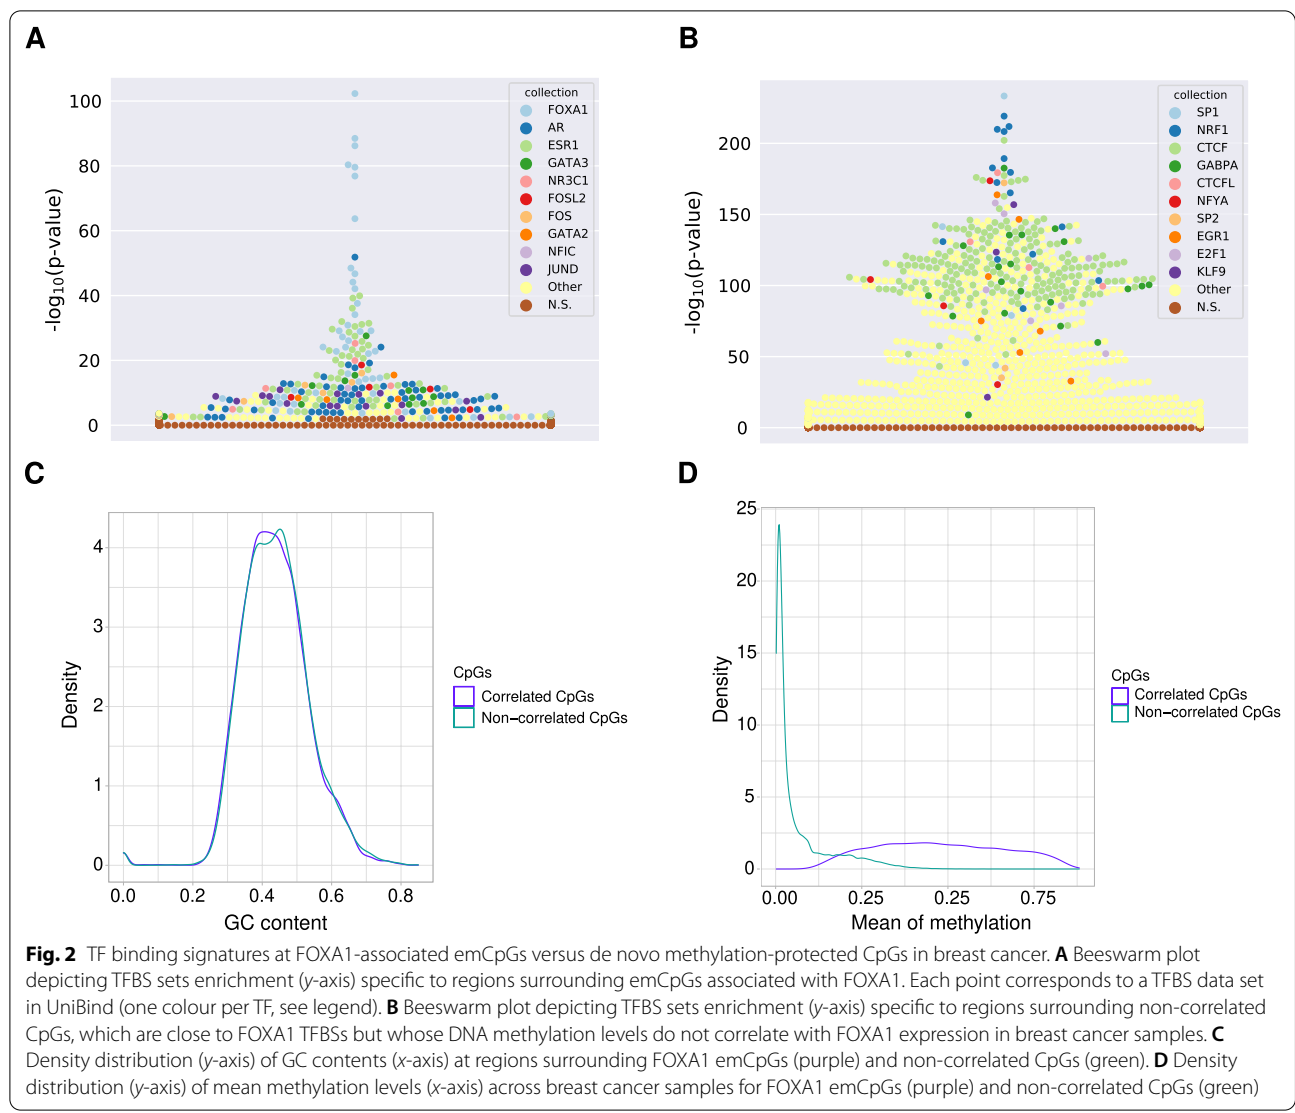 A
-log10(p-value)
100
80
60
40
20
0
collection
FOXA1
AR
ESR1
GATA3
NR3C1
FOSL2
FOS
GATA2
NFIC
JUND
Other
N.S.
B
-log10(p-value)
200
150
100
50
0
collection
SP1
NRF1
CTCF
GABPA
CTCFL
NFYA
SP2
EGR1
E2F1
KLF9
Other
N.S.
C
Density
4
3
2
1
0
0.0 0.2 0.4 0.6 0.8
GC content
CpGs
Correlated CpGs
Non−correlated CpGs
D
Density
25
20
15
10
5
0
0.00 0.25 0.25 0.75
Mean of methylation
CpGs
Correlated CpGs
Non−correlated CpGs
Fig. 2 TF binding signatures at FOXA1-associated emCpGs versus de novo methylation-protected CpGs in breast cancer. A Beeswarm plot
depicting TFBS sets enrichment (y-axis) specific to regions surrounding emCpGs associated with FOXA1. Each point corresponds to a TFBS data set
in UniBind (one colour per TF, see legend). B Beeswarm plot depicting TFBS sets enrichment (y-axis) specific to regions surrounding non-correlated
CpGs, which are close to FOXA1 TFBSs but whose DNA methylation levels do not correlate with FOXA1 expression in breast cancer samples. C
Density distribution (y-axis) of GC contents (x-axis) at regions surrounding FOXA1 emCpGs (purple) and non-correlated CpGs (green). D Density
distribution (y-axis) of mean methylation levels (x-axis) across breast cancer samples for FOXA1 emCpGs (purple) and non-correlated CpGs (green)